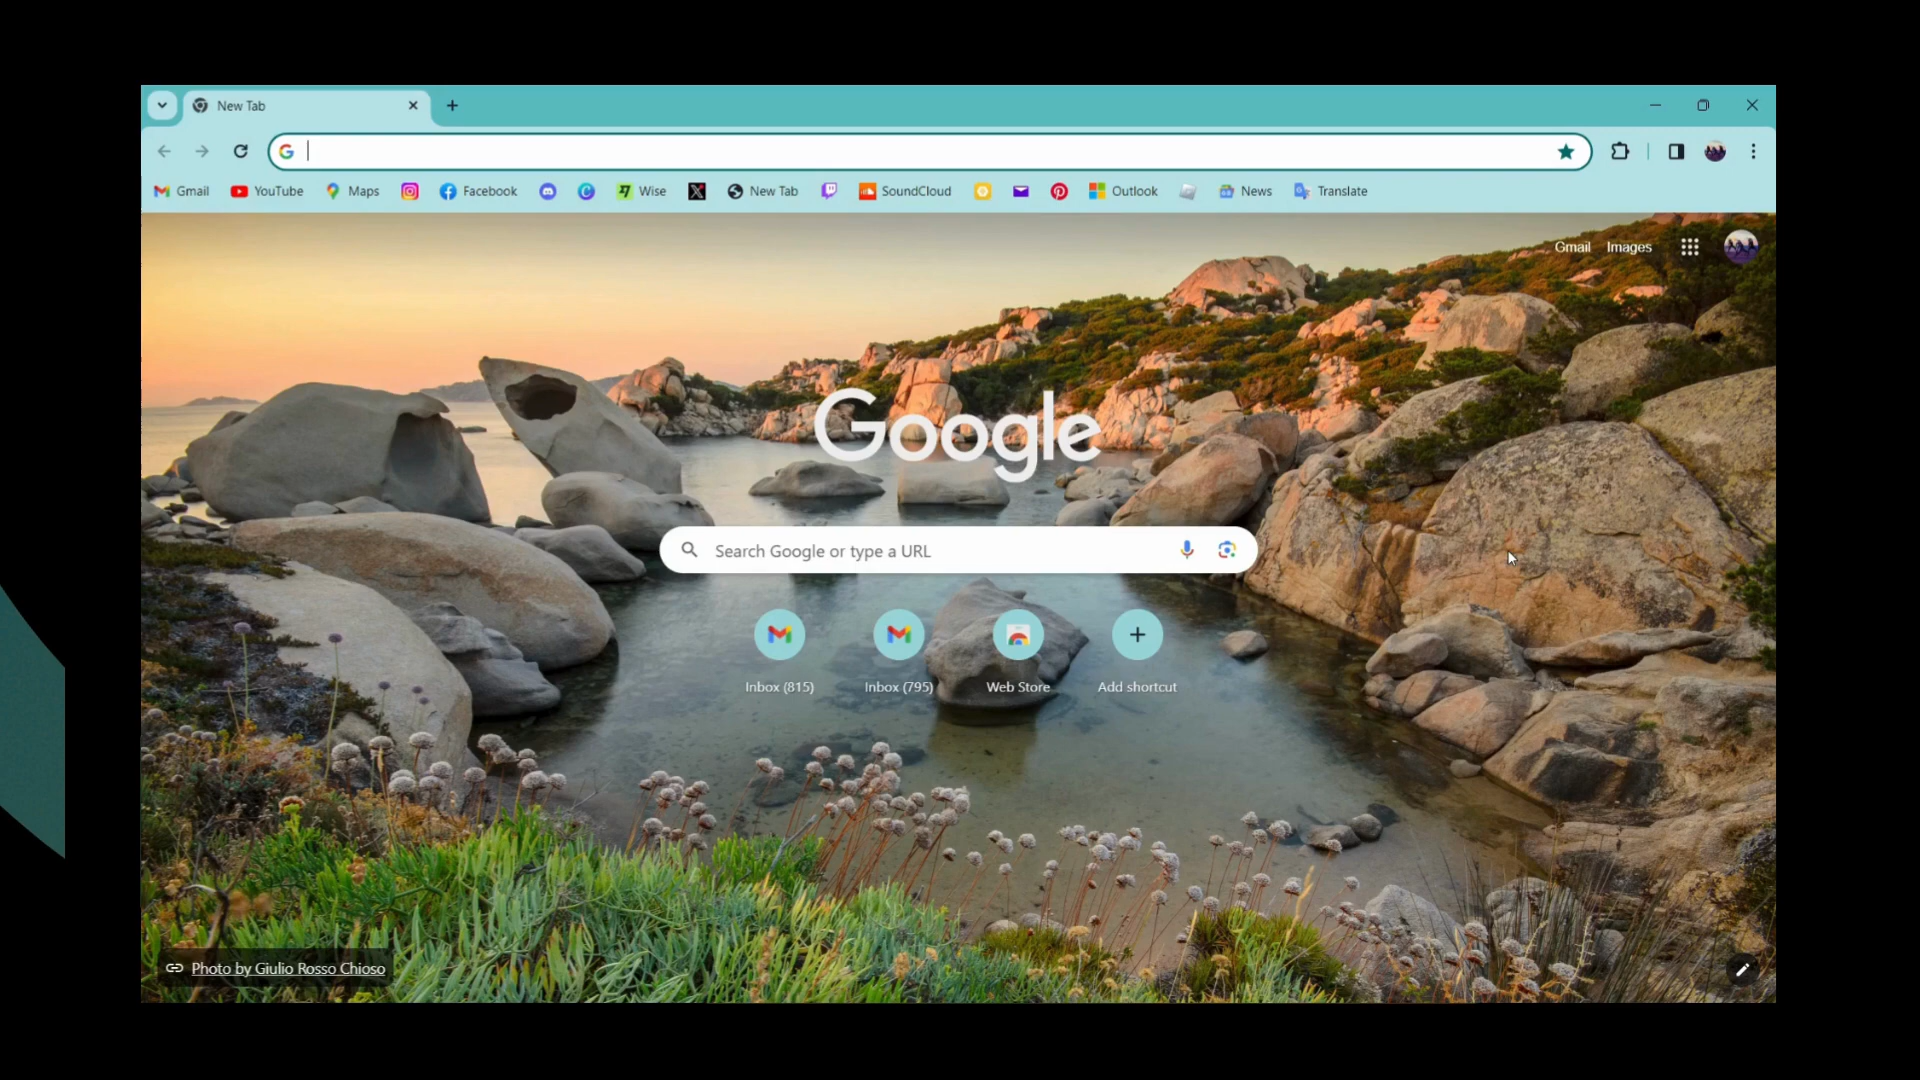 New Tab
Gmail YouTube Maps Facebook Wise New Tab SoundCloud Outlook News Translate
Gmail Images
Google
Search Google or type a URL
Inbox (815) Inbox (795) Web Store Add shortcut
Photo by Giulio Rosso Chioso